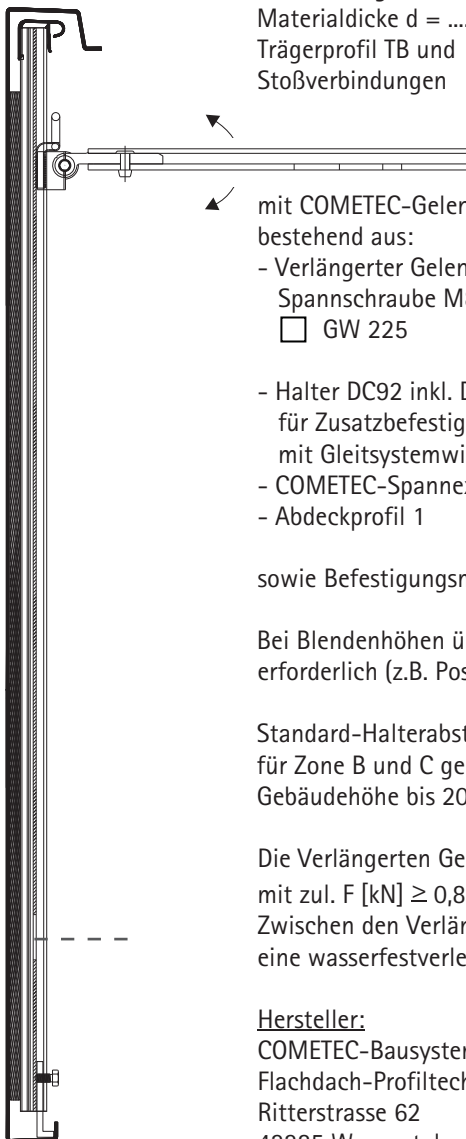 Materialdicke d = ....
Trägerprofil TB und
Stoßverbindungen
mit COMETEC-Gelen
bestehend aus:
- Verlängerter Gelen
Spannschraube M
GW 225
- Halter DC92 inkl. D
für Zusatzbefestig
mit Gleitsystemwi
- COMETEC-Spanne
- Abdeckprofil 1
sowie Befestigungs
Bei Blendenhöhen ü
erforderlich (z.B. Pos
Standard-Halterabst
für Zone B und C ge
Gebäudehöhe bis 20
Die Verlängerten Ge
mit zul. F [kN] ≥ 0,8
Zwischen den Verlän
eine wasserfestverle
Hersteller:
COMETEC-Bausyste
Flachdach-Profiltech
Ritterstrasse 62